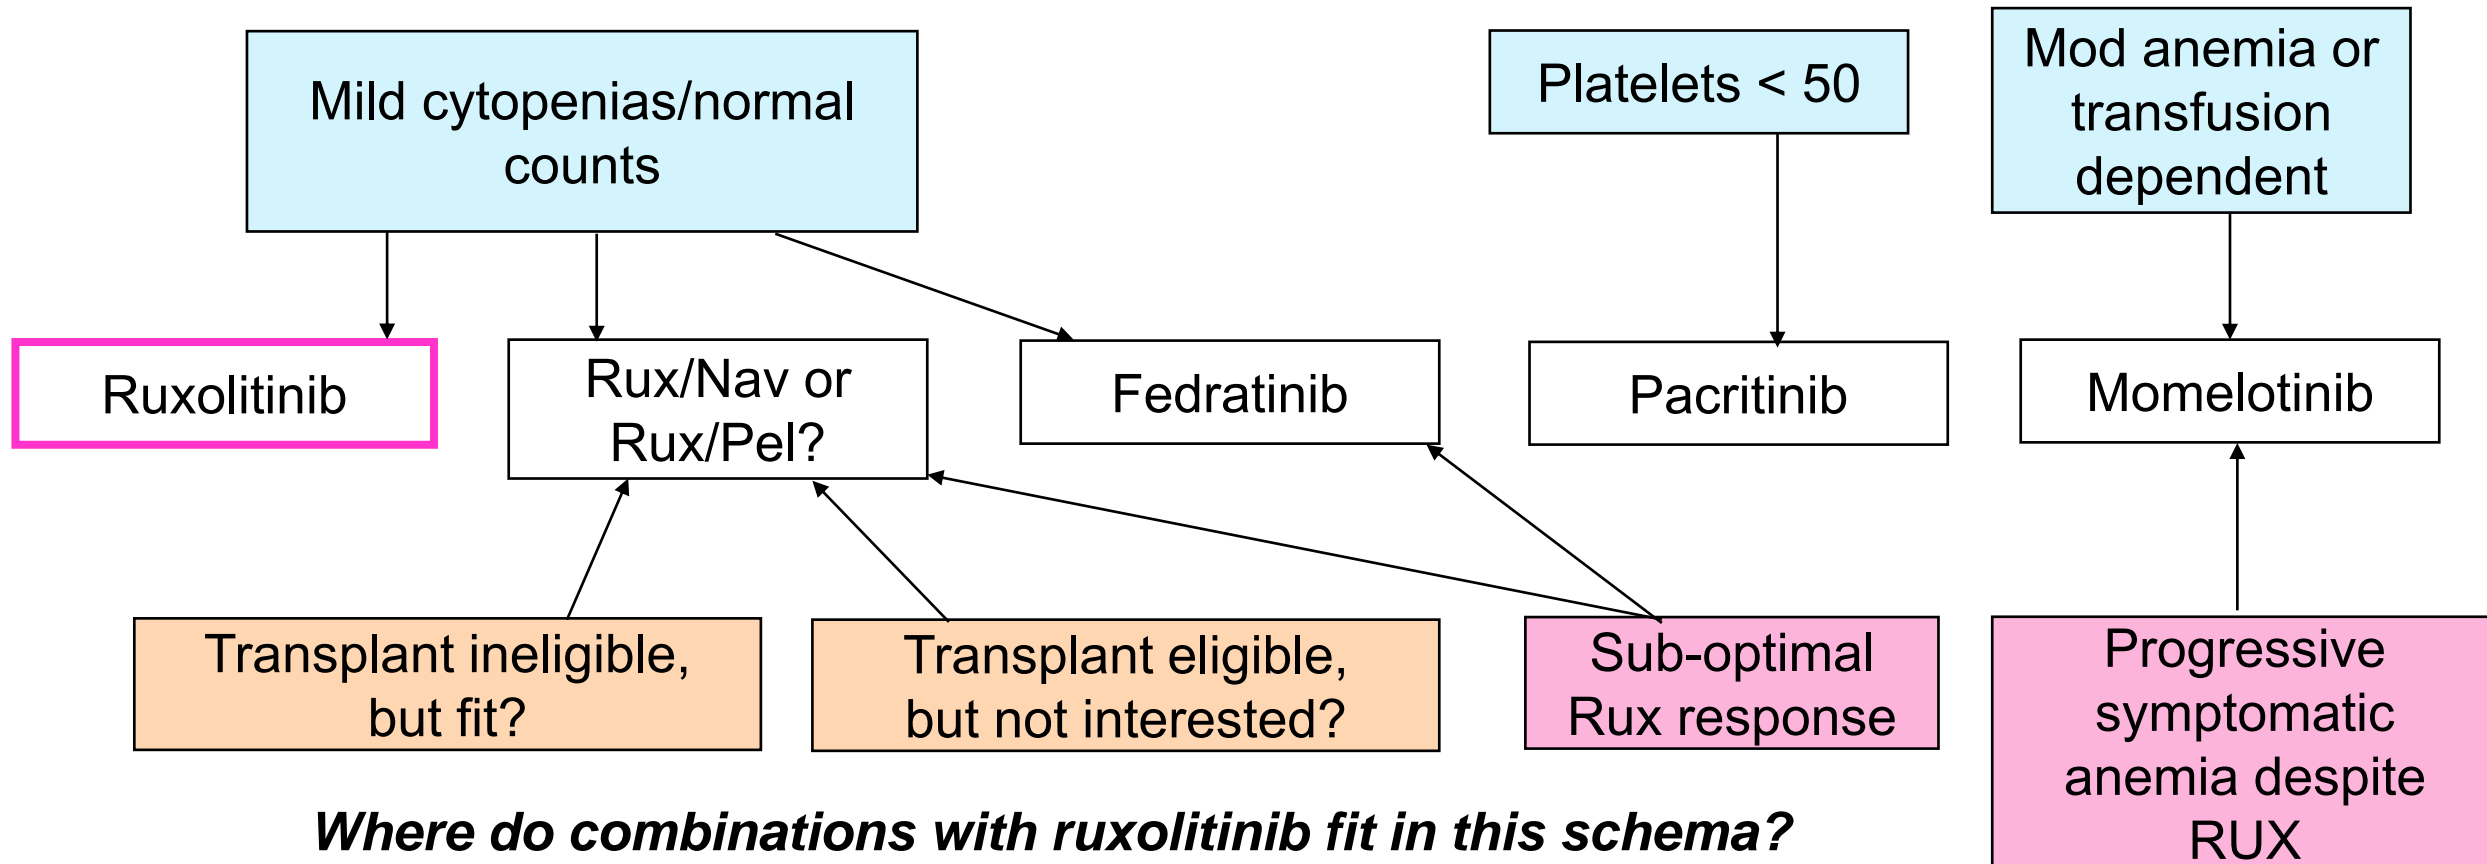 Mild cytopenias/normal
counts
Platelets < 50
Mod anemia or
transfusion
dependent
Ruxolitinib
Rux/Nav or
Rux/Pel?
Fedratinib
Pacritinib
Momelotinib
Transplant ineligible,
but fit?
Transplant eligible,
but not interested?
Sub-optimal
Rux response
Progressive
symptomatic
anemia despite
RUX
Where do combinations with ruxolitinib fit in this schema?